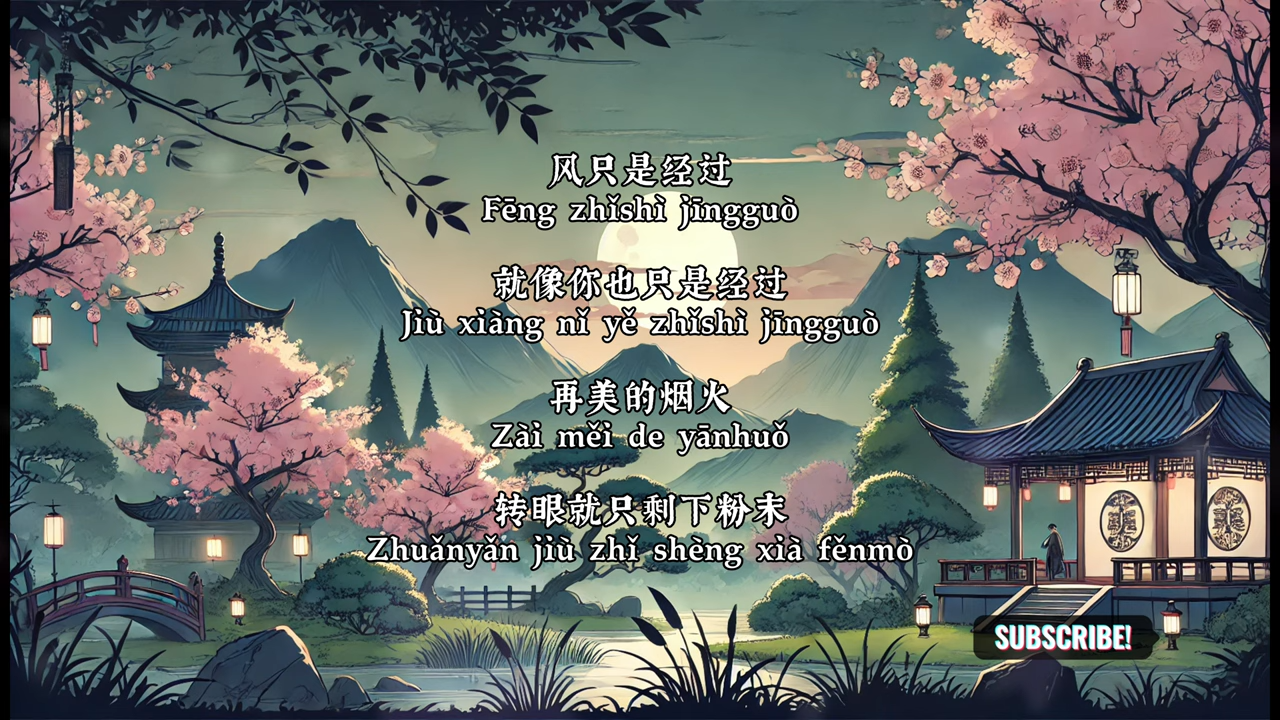 风只是经过
Fēng zhǐshì jīngguò
就像你也只是经过
Jiù xiàng nǐ yě zhǐshì jīngguò
再美的烟火
Zài měi de yānhuǒ
转眼就只剩下粉末
Zhuǎnyǎn jiù zhǐ shèng xià fěnmò
SUBSCRIBE!